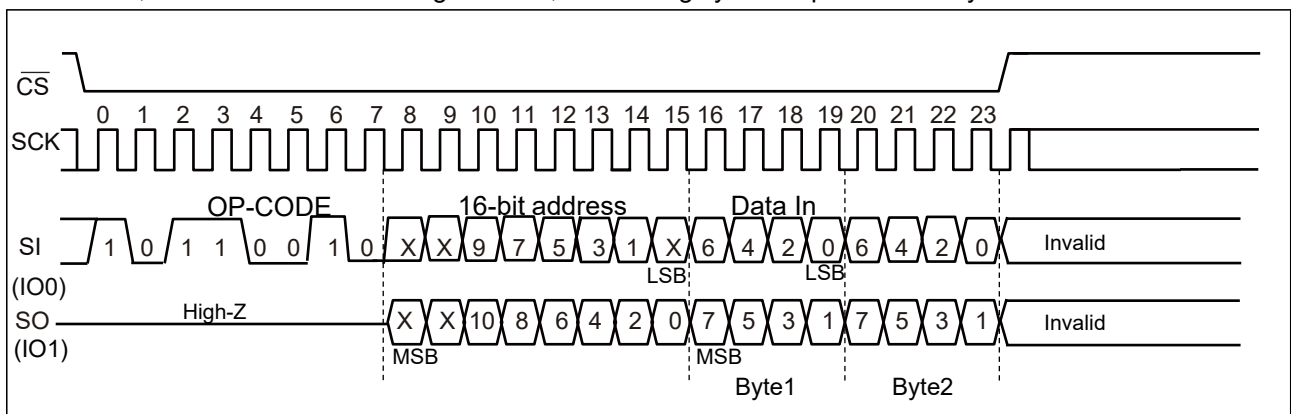 CS
0 1 2 3 4 5 6 7 8 9 10 11 12 13 14 15 16 17 18 19 20 21 22 23
SCK
OP-CODE 16-bit address Data In
SI 1 0 1 1 0 0 1 0 X X 9 7 5 3 1 X 6 4 2 0 6 4 2 0 Invalid
LSB LSB
(IO0)
SO High-Z X X 10 8 6 4 2 0 7 5 3 1 7 5 3 1 Invalid
(IO1)
MSB MSB
Byte1 Byte2